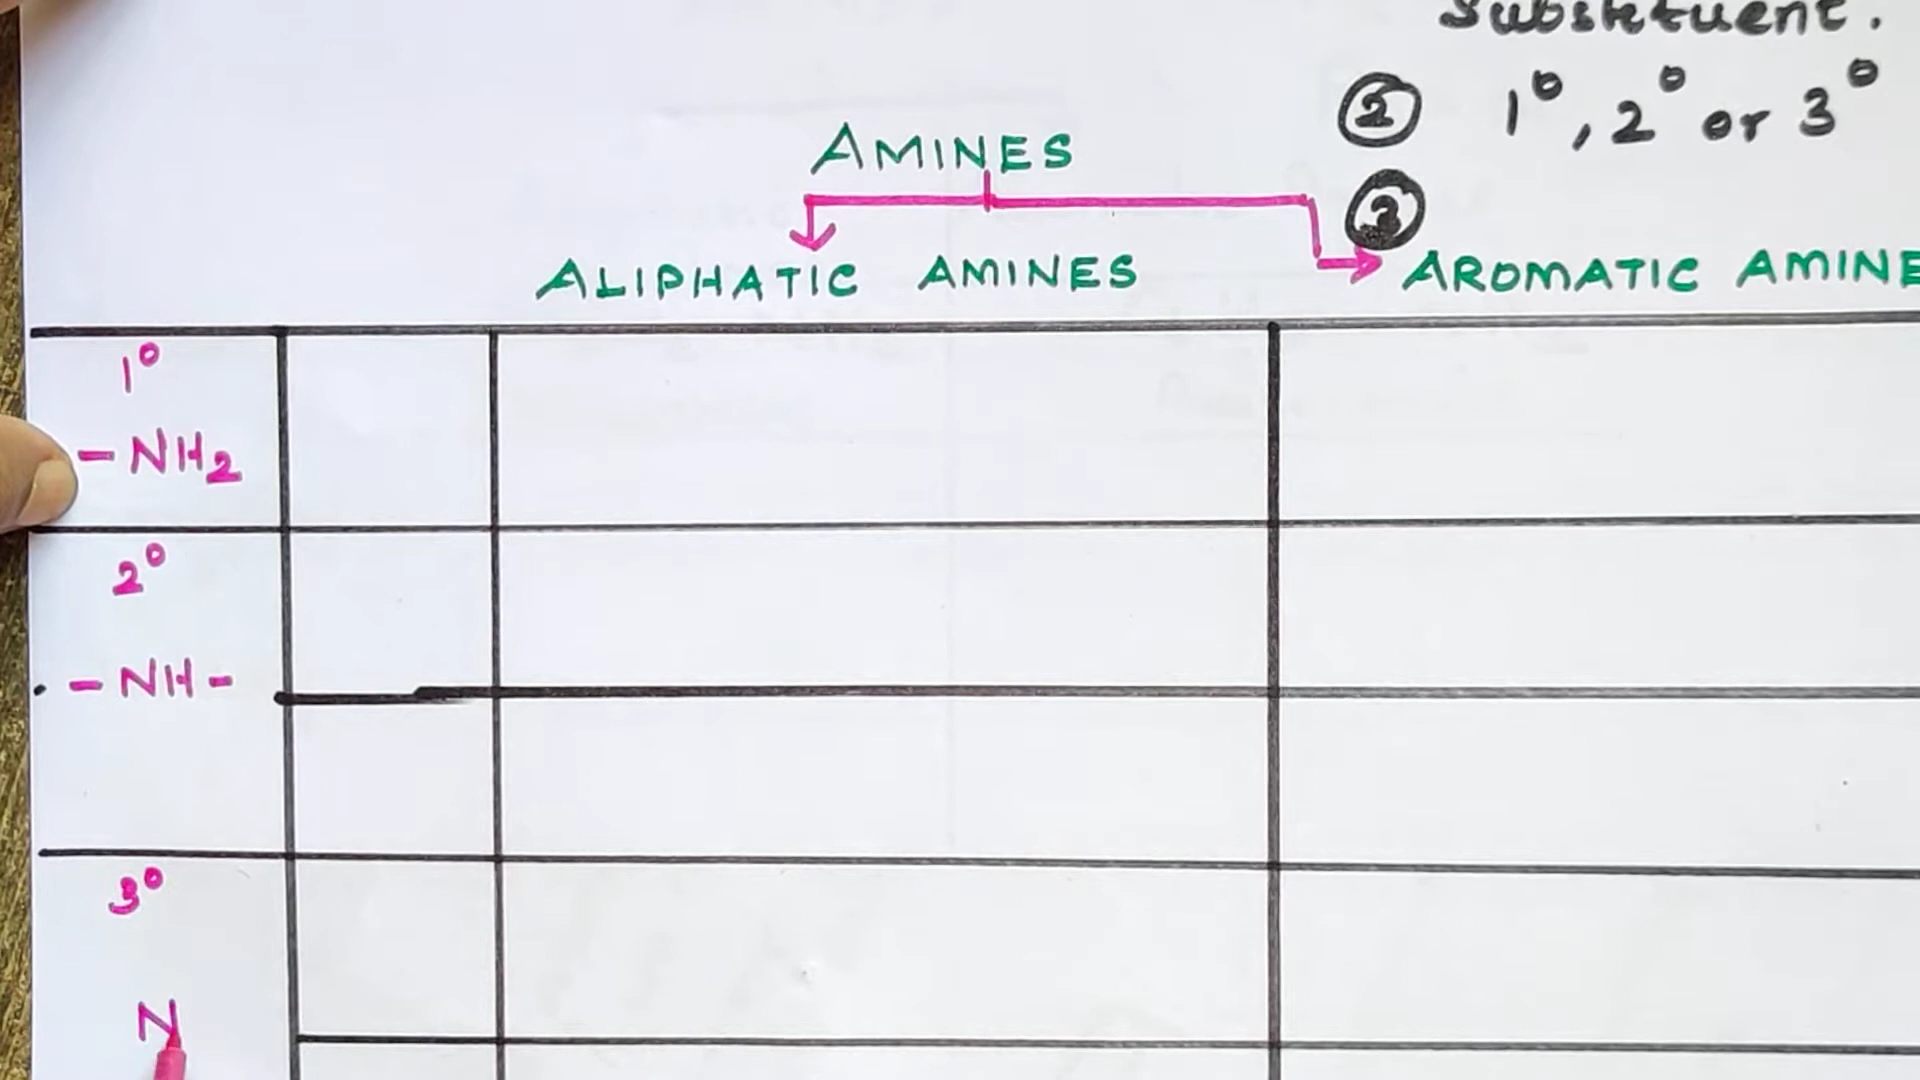 Substituent.
② 1°, 2° or 3°
③
AMINES
ALIPHATIC AMINES
AROMATIC AMINE
1°
-NH2
2°
-NH-
3°
N